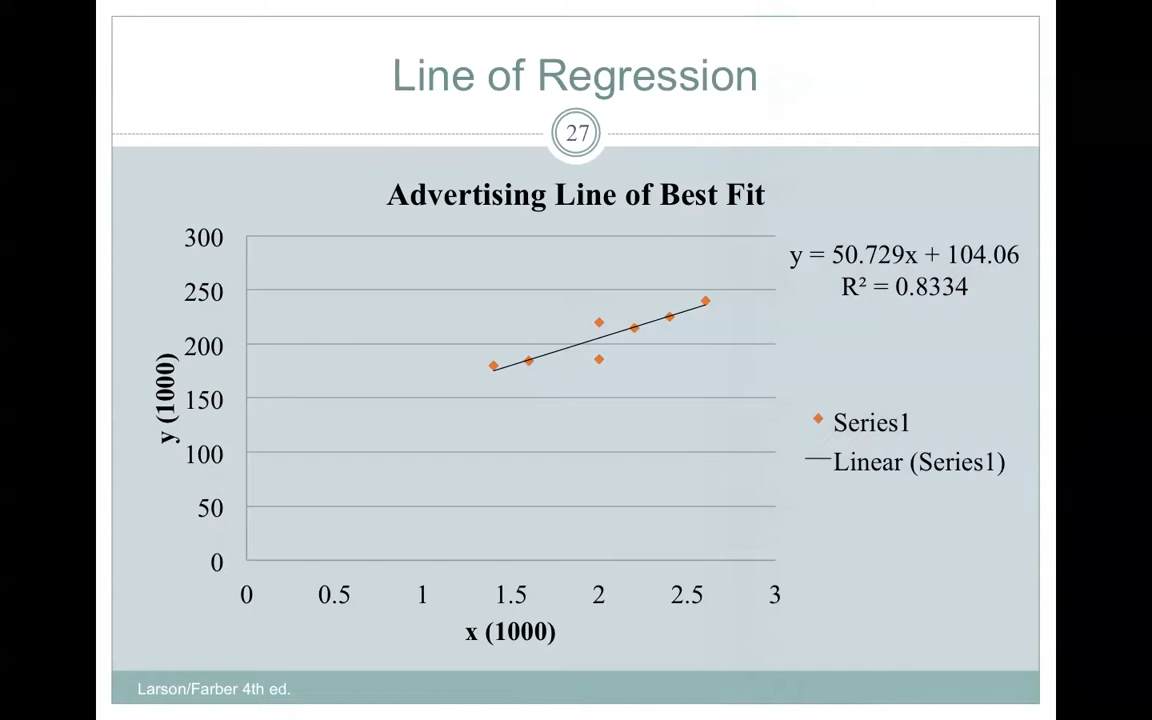 Line of Regression
27
Advertising Line of Best Fit
300
250
200
150
100
50
0
y (1000)
0 0.5 1 1.5 2 2.5 3
x (1000)
y = 50.729x + 104.06
R² = 0.8334
Series1
Linear (Series1)
Larson/Farber 4th ed.